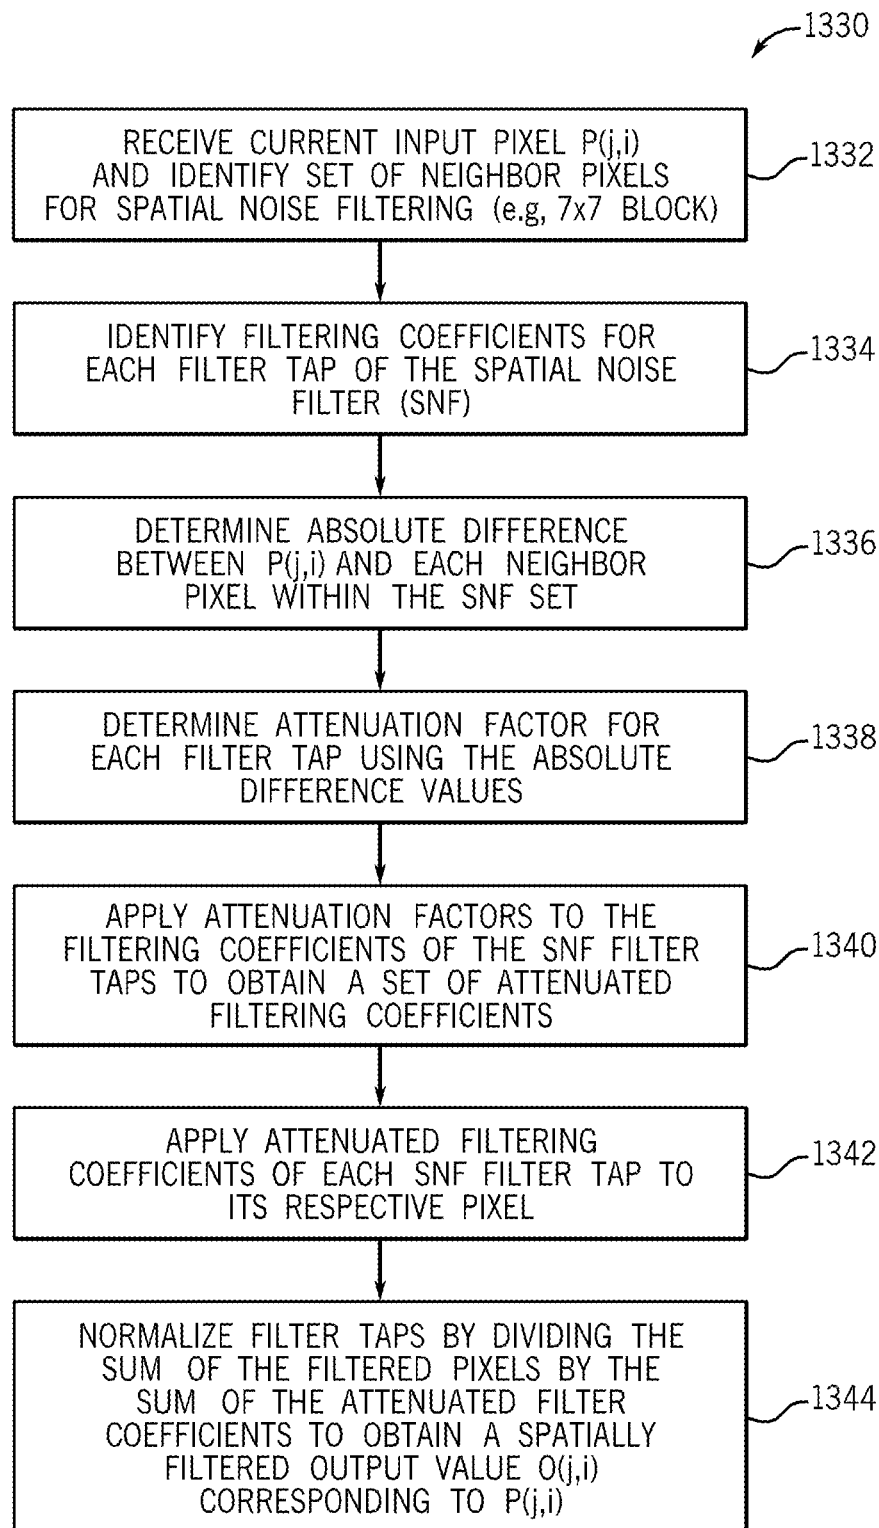 1330
RECEIVE CURRENT INPUT PIXEL P(j,i)
AND IDENTIFY SET OF NEIGHBOR PIXELS
FOR SPATIAL NOISE FILTERING (e.g, 7x7 BLOCK)
1332
IDENTIFY FILTERING COEFFICIENTS FOR
EACH FILTER TAP OF THE SPATIAL NOISE
FILTER (SNF)
1334
DETERMINE ABSOLUTE DIFFERENCE
BETWEEN P(j,i) AND EACH NEIGHBOR
PIXEL WITHIN THE SNF SET
1336
DETERMINE ATTENUATION FACTOR FOR
EACH FILTER TAP USING THE ABSOLUTE
DIFFERENCE VALUES
1338
APPLY ATTENUATION FACTORS TO THE
FILTERING COEFFICIENTS OF THE SNF FILTER
TAPS TO OBTAIN A SET OF ATTENUATED
FILTERING COEFFICIENTS
1340
APPLY ATTENUATED FILTERING
COEFFICIENTS OF EACH SNF FILTER TAP TO
ITS RESPECTIVE PIXEL
1342
NORMALIZE FILTER TAPS BY DIVIDING THE
SUM OF THE FILTERED PIXELS BY THE
SUM OF THE ATTENUATED FILTER
COEFFICIENTS TO OBTAIN A SPATIALLY
FILTERED OUTPUT VALUE O(j,i)
CORRESPONDING TO P(j,i)
1344